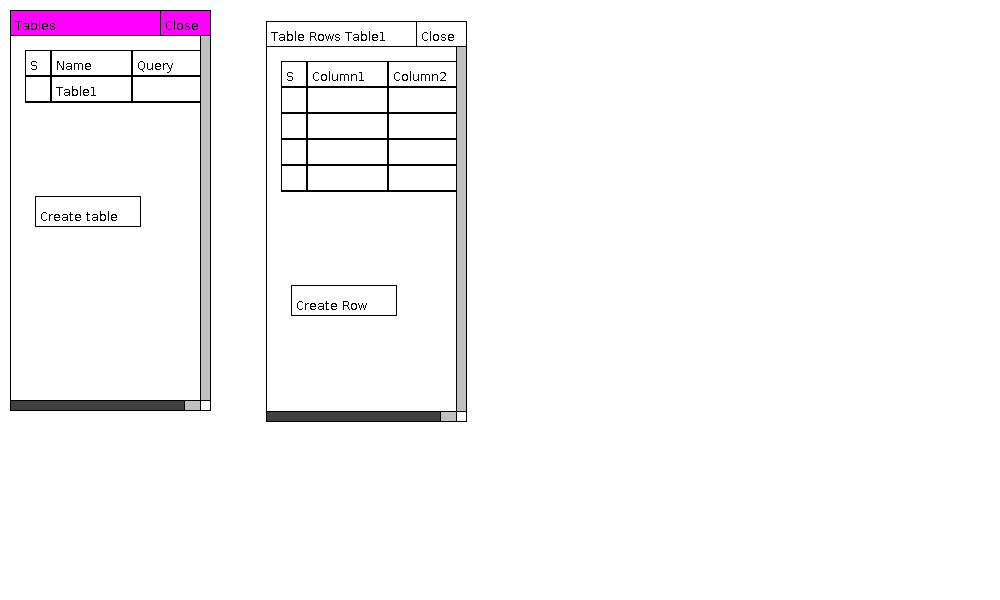 Tables Close
S Name Query
Table1
Create table
Table Rows Table1 Close
S Column1 Column2
Create Row